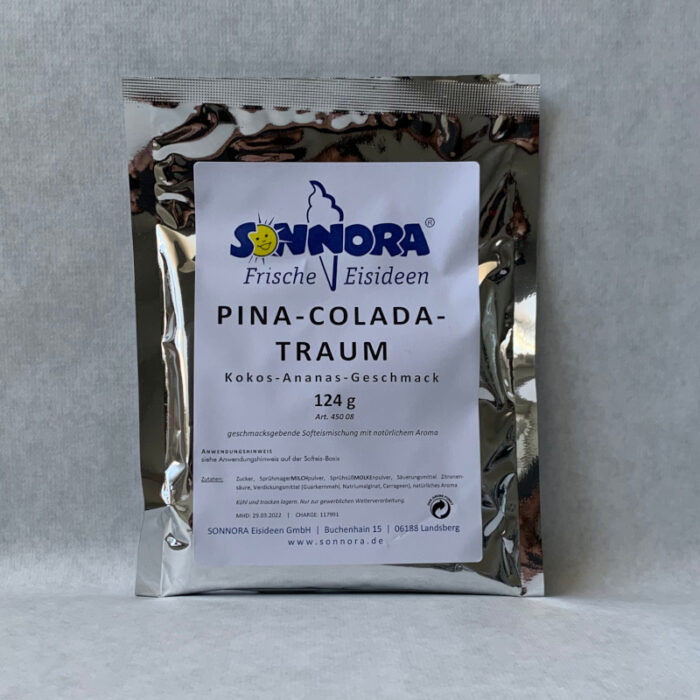 SONNORA®
Frische Eisideen
PINA-COLADA-
TRAUM
Kokos-Ananas-Geschmack
124 g
Art. 450 08
geschmacksgebende Softeismischung mit natürlichem Aroma
ANWENDUNGSHINWEIS
siehe Anwendungshinweis auf der Softeis-Basis
Zutaten: Zucker, SprühmagerMILCHpulver, SprühsüßMOLKEnpulver, Säuerungsmittel Zitronen-
säure, Verdickungsmittel (Guarkernmehl, Natriumalginat, Carrageen), natürliches Aroma
Kühl und trocken lagern. Nur zur gewerblichen Weiterverarbeitung.
MHD: 29.03.2022 | CHARGE: 117991
SONNORA Eisideen GmbH | Buchenhain 15 | 06188 Landsberg
www.sonnora.de